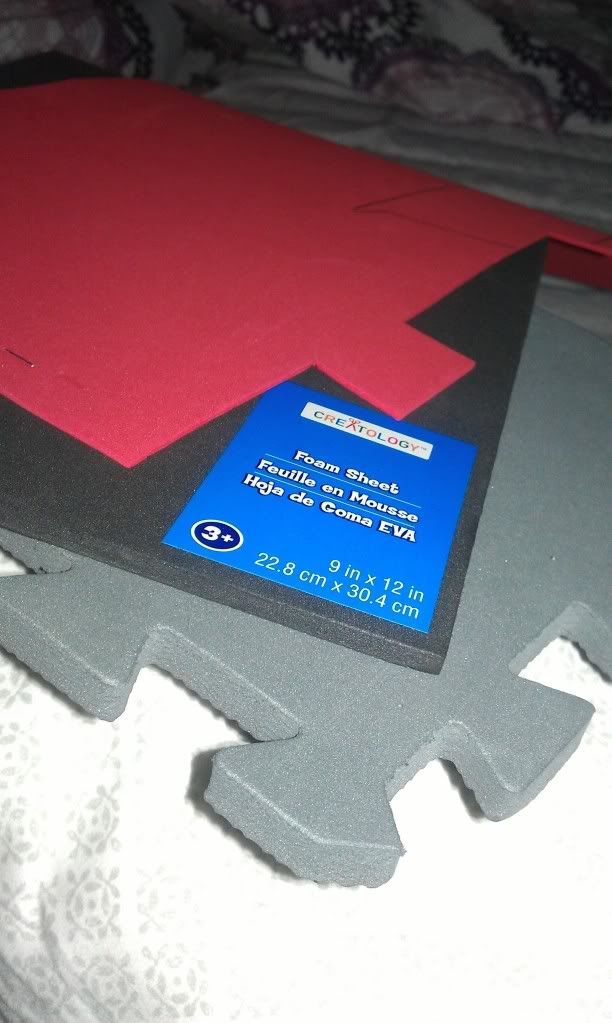 CREATOLOGY™
Foam Sheet
Feuille en Mousse
Hoja de Goma EVA
3+
9 in x 12 in
22.8 cm x 30.4 cm